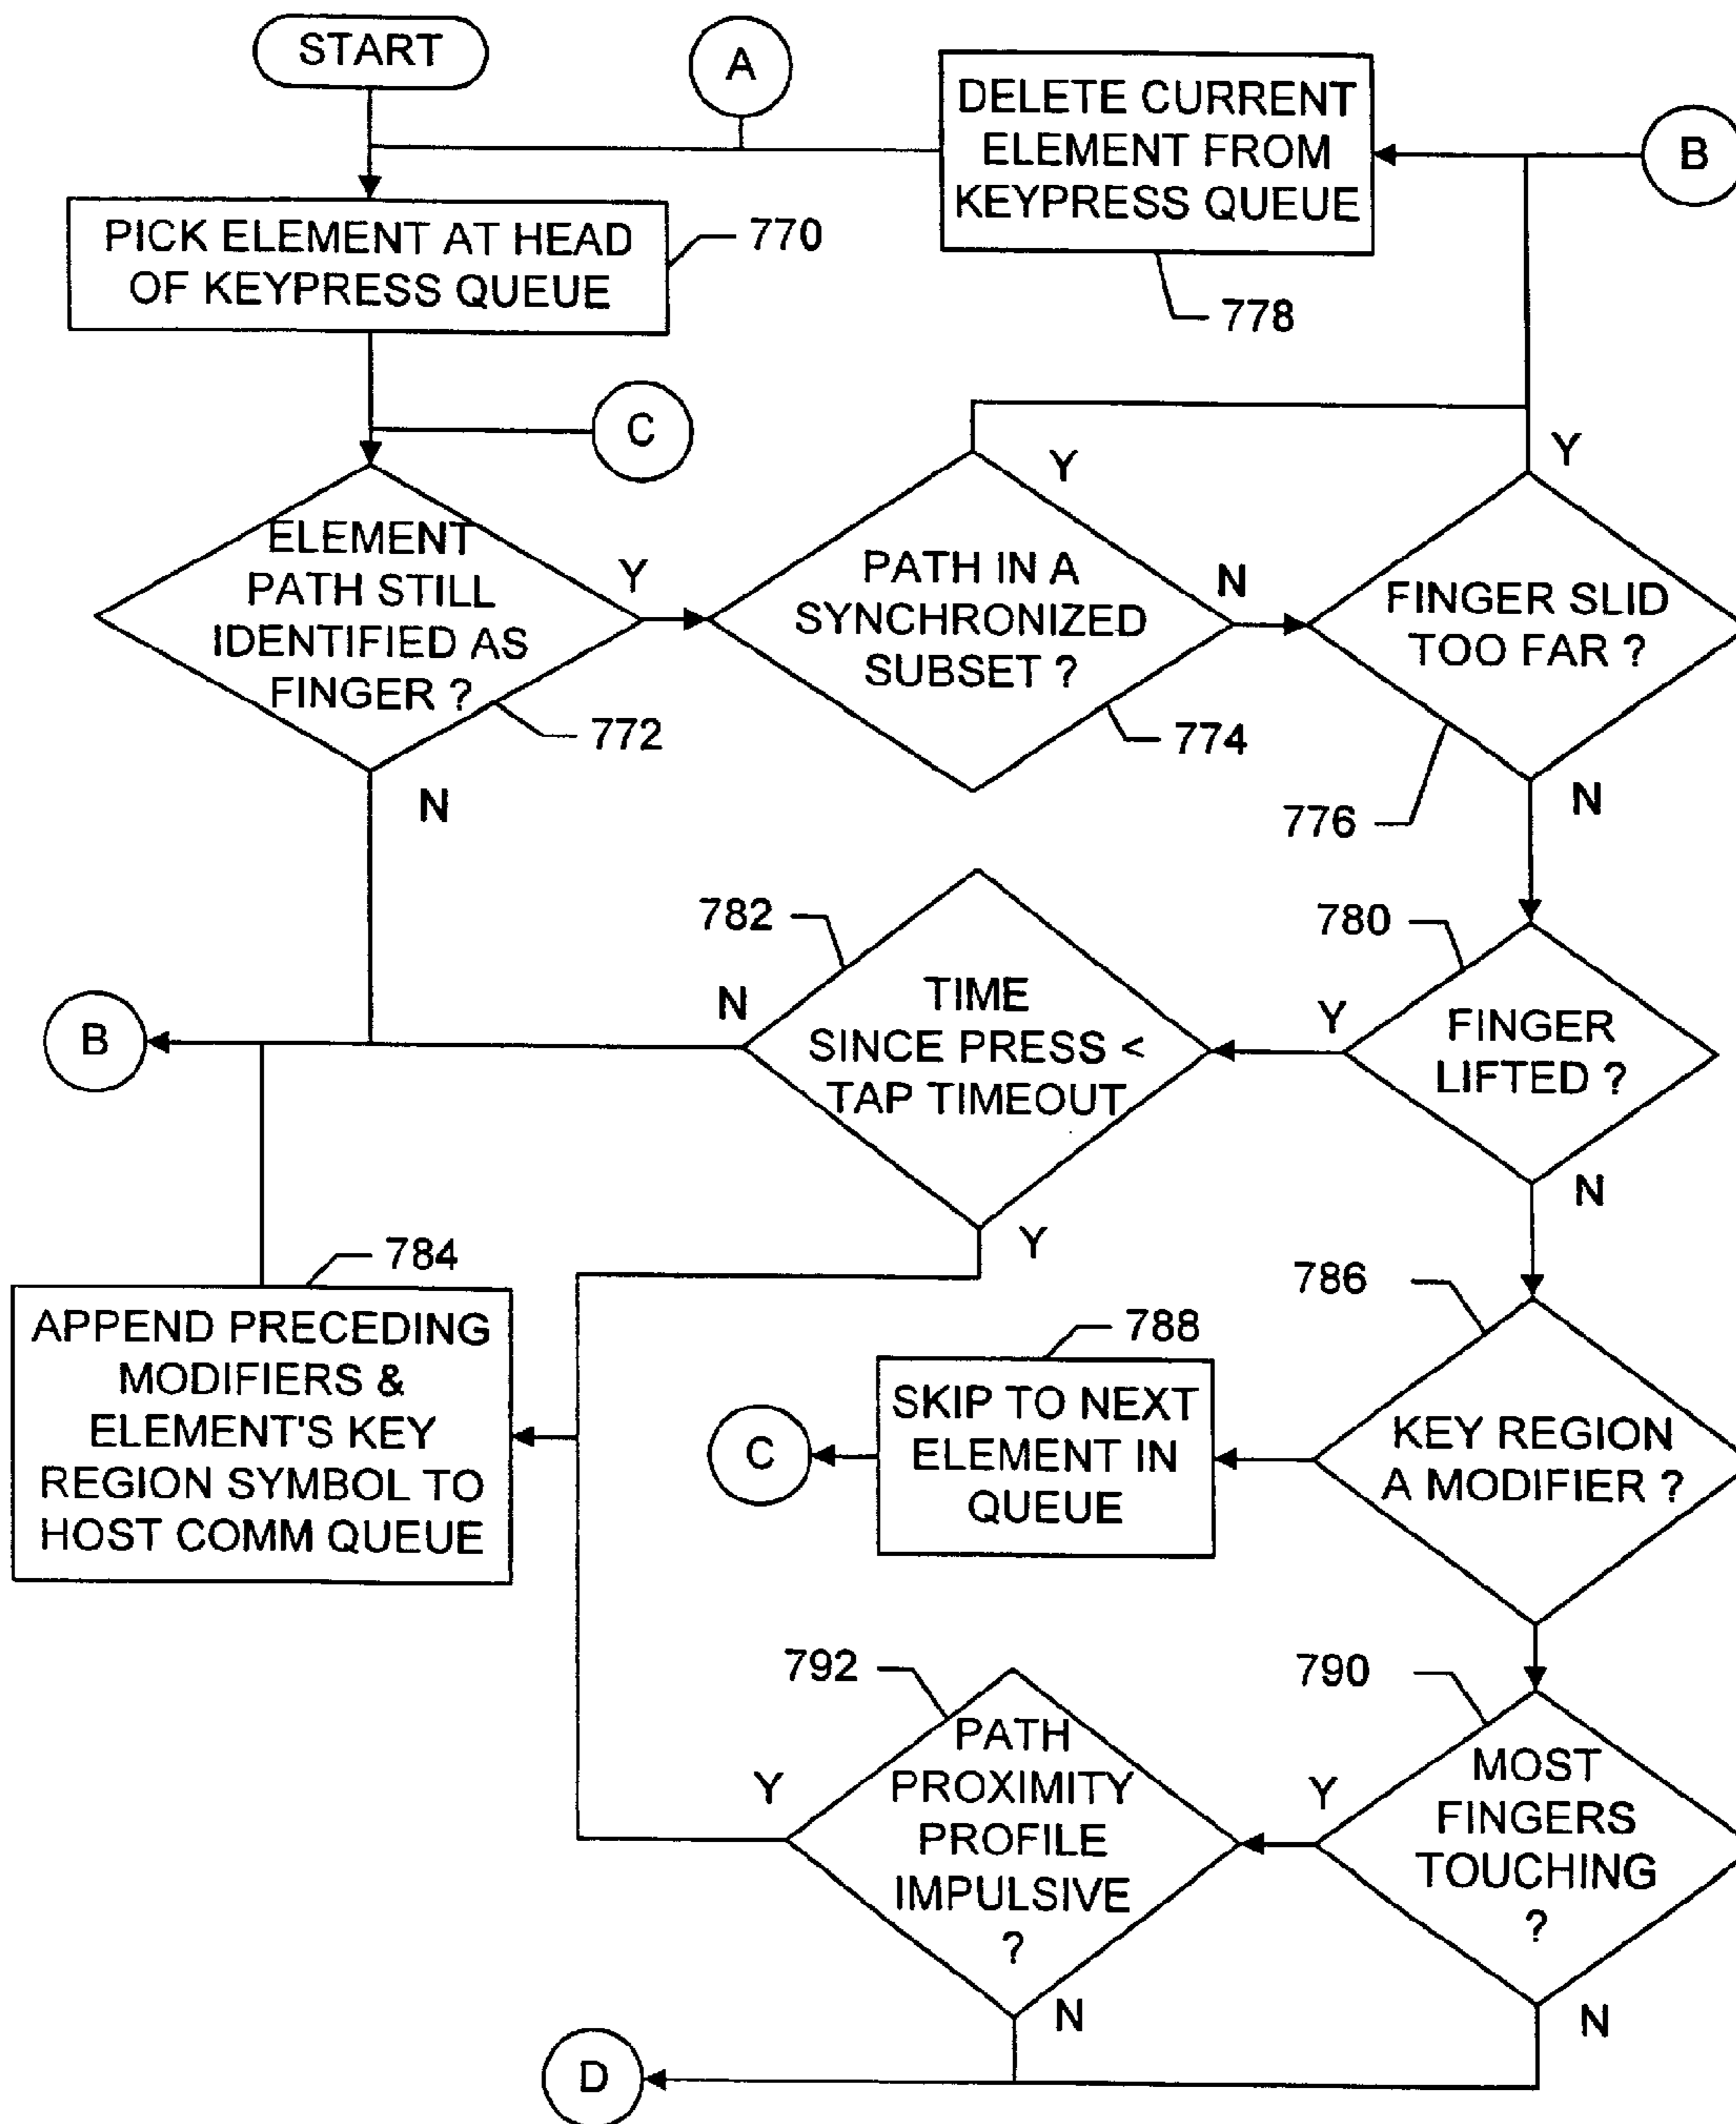 START
A
DELETE CURRENT
ELEMENT FROM
KEYPRESS QUEUE
B
778
PICK ELEMENT AT HEAD
OF KEYPRESS QUEUE
770
C
ELEMENT
PATH STILL
IDENTIFIED AS
FINGER ?
Y
772
N
PATH IN A
SYNCHRONIZED
SUBSET ?
Y
N
774
FINGER SLID
TOO FAR ?
Y
776
N
782
TIME
SINCE PRESS <
TAP TIMEOUT
N
Y
780
FINGER
LIFTED ?
Y
N
B
784
APPEND PRECEDING
MODIFIERS &
ELEMENT'S KEY
REGION SYMBOL TO
HOST COMM QUEUE
788
SKIP TO NEXT
ELEMENT IN
QUEUE
C
786
KEY REGION
A MODIFIER ?
792
PATH
PROXIMITY
PROFILE
IMPULSIVE
?
Y
N
790
MOST
FINGERS
TOUCHING
?
Y
N
D